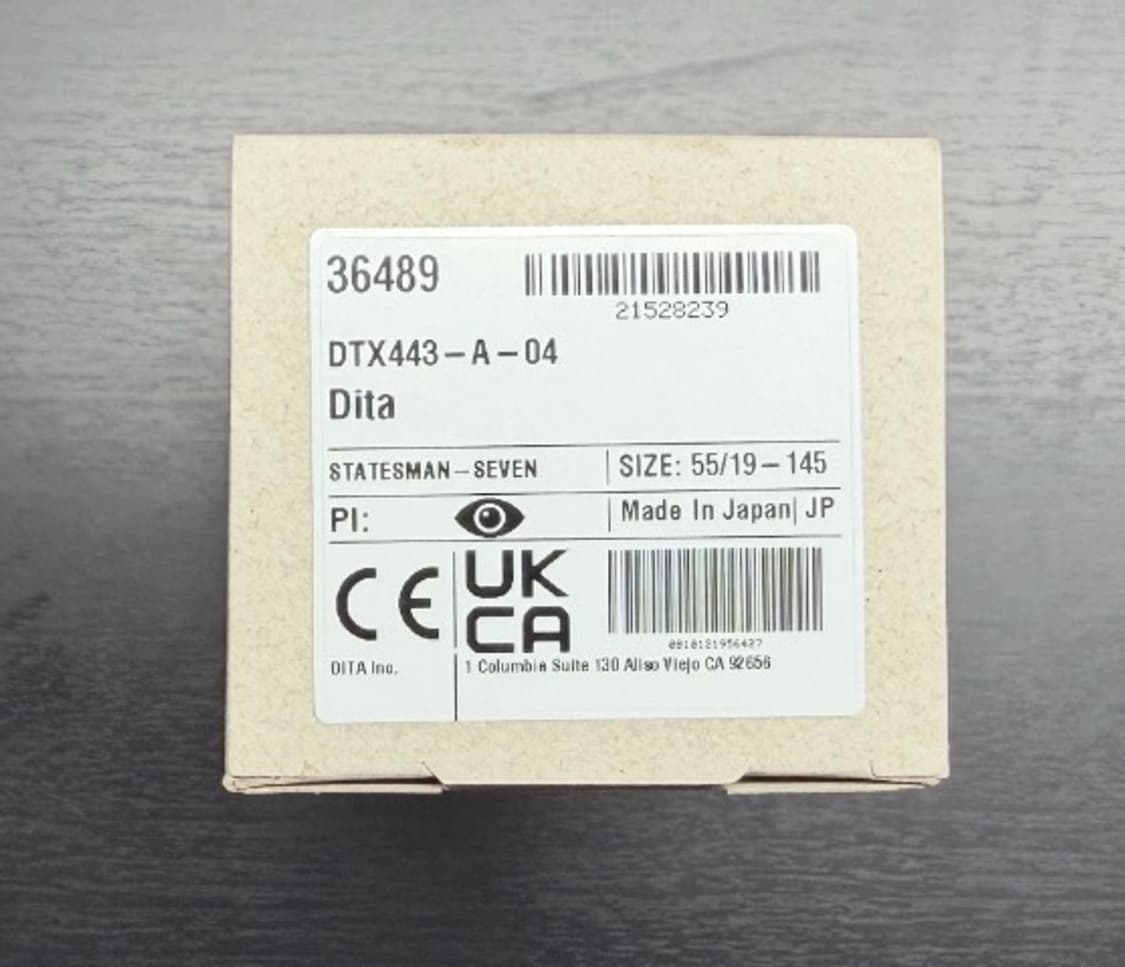 36489
21528239
DTX443-A-04
Dita
STATESMAN-SEVEN
SIZE: 55/19-145
PI:
Made In Japan| JP
CE
UK
CA
0818121956427
DITA Inc.
1 Columbia Suite 130 Aliso Viejo CA 92656